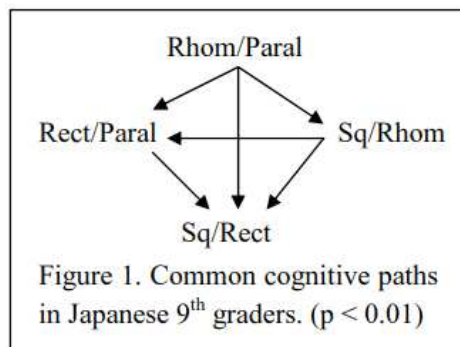 Rhom/Paral
Rect/Paral Sq/Rhom
Sq/Rect
Figure 1. Common cognitive paths
in Japanese 9th graders. (p < 0.01)